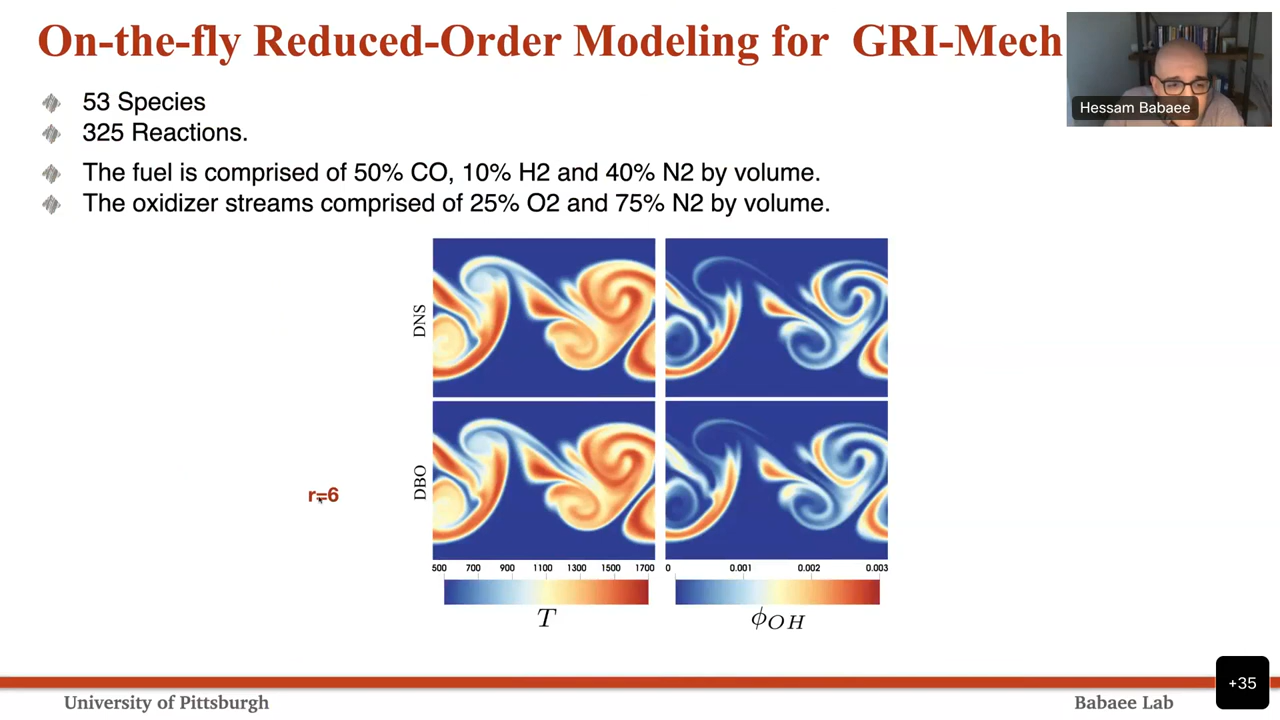 On-the-fly Reduced-Order Modeling for GRI-Mech
Hessam Babaee
53 Species
325 Reactions.
The fuel is comprised of 50% CO, 10% H2 and 40% N2 by volume.
The oxidizer streams comprised of 25% O2 and 75% N2 by volume.
DNS
DBO
r=6
500 700 900 1100 1300 1500 1700
0 0.001 0.002 0.003
T
ϕOH
+35
University of Pittsburgh
Babaee Lab